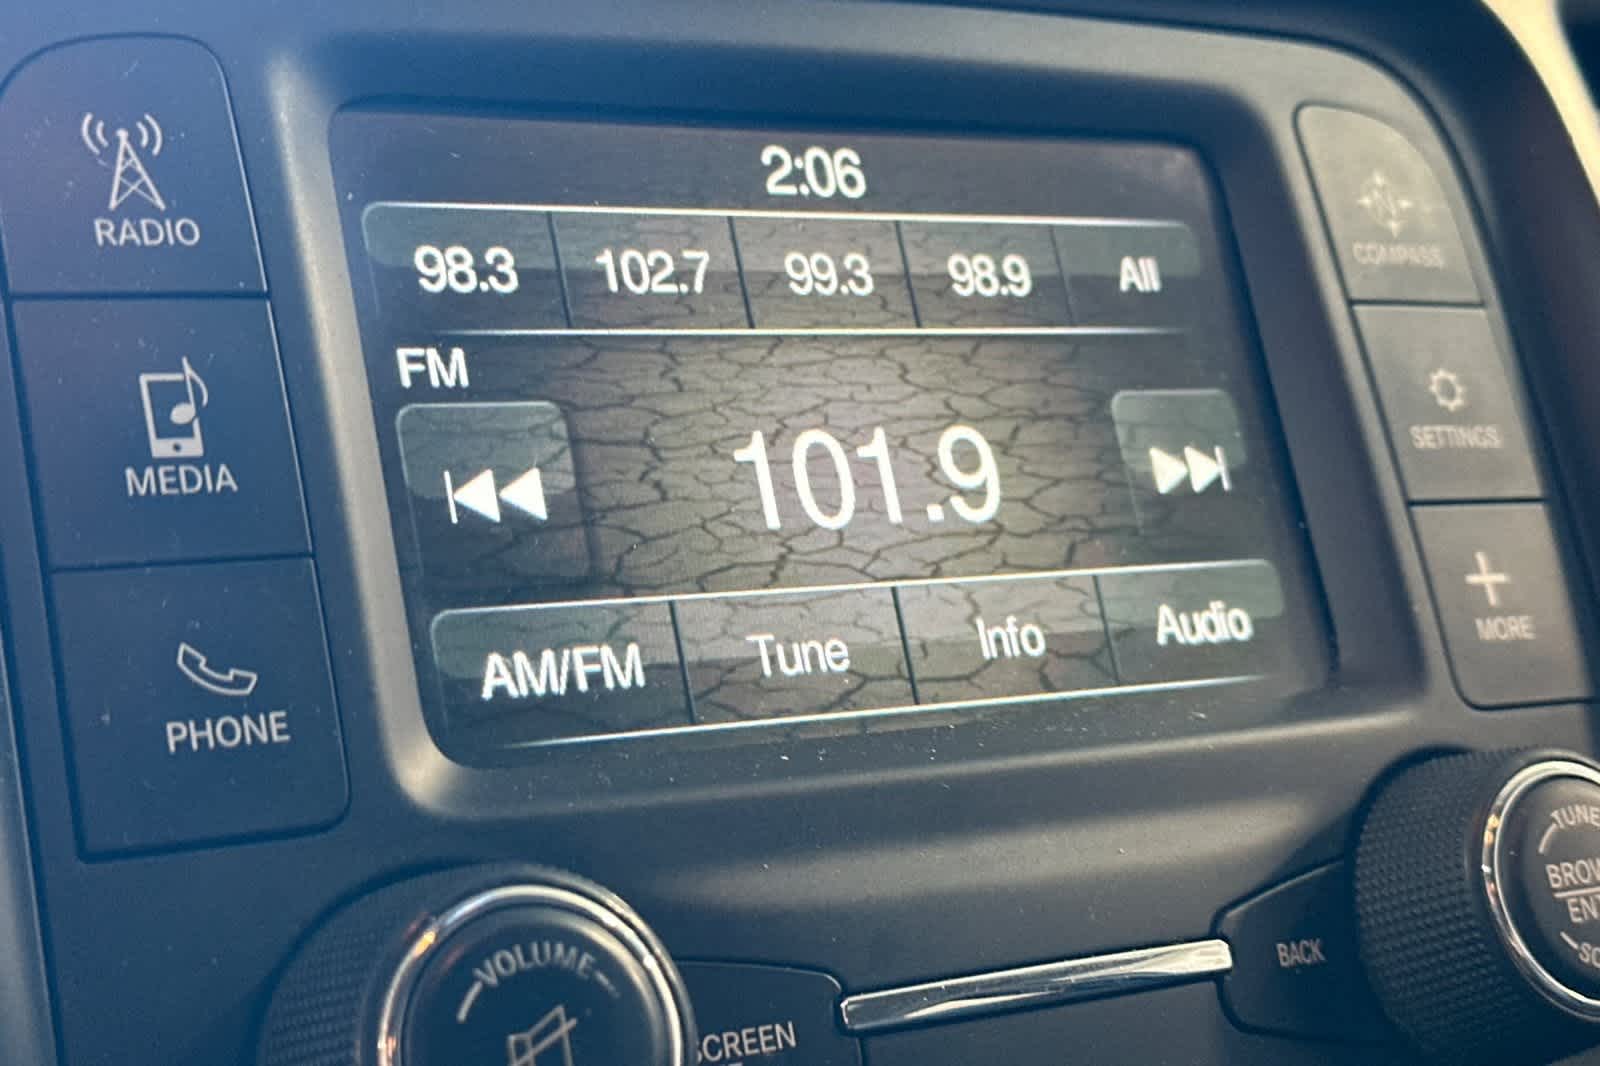 2:06
98.3 102.7 99.3 98.9 All
FM
101.9
AM/FM Tune Info Audio
RADIO
MEDIA
PHONE
COMPASS
SETTINGS
MORE
VOLUME
SCREEN
BACK
TUNE